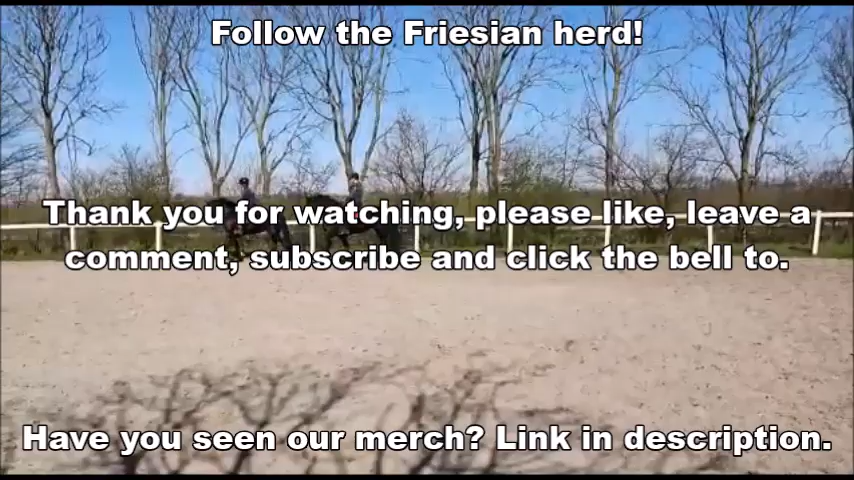 Follow the Friesian herd!
Thank you for watching, please like, leave a
comment, subscribe and click the bell to.
Have you seen our merch? Link in description.